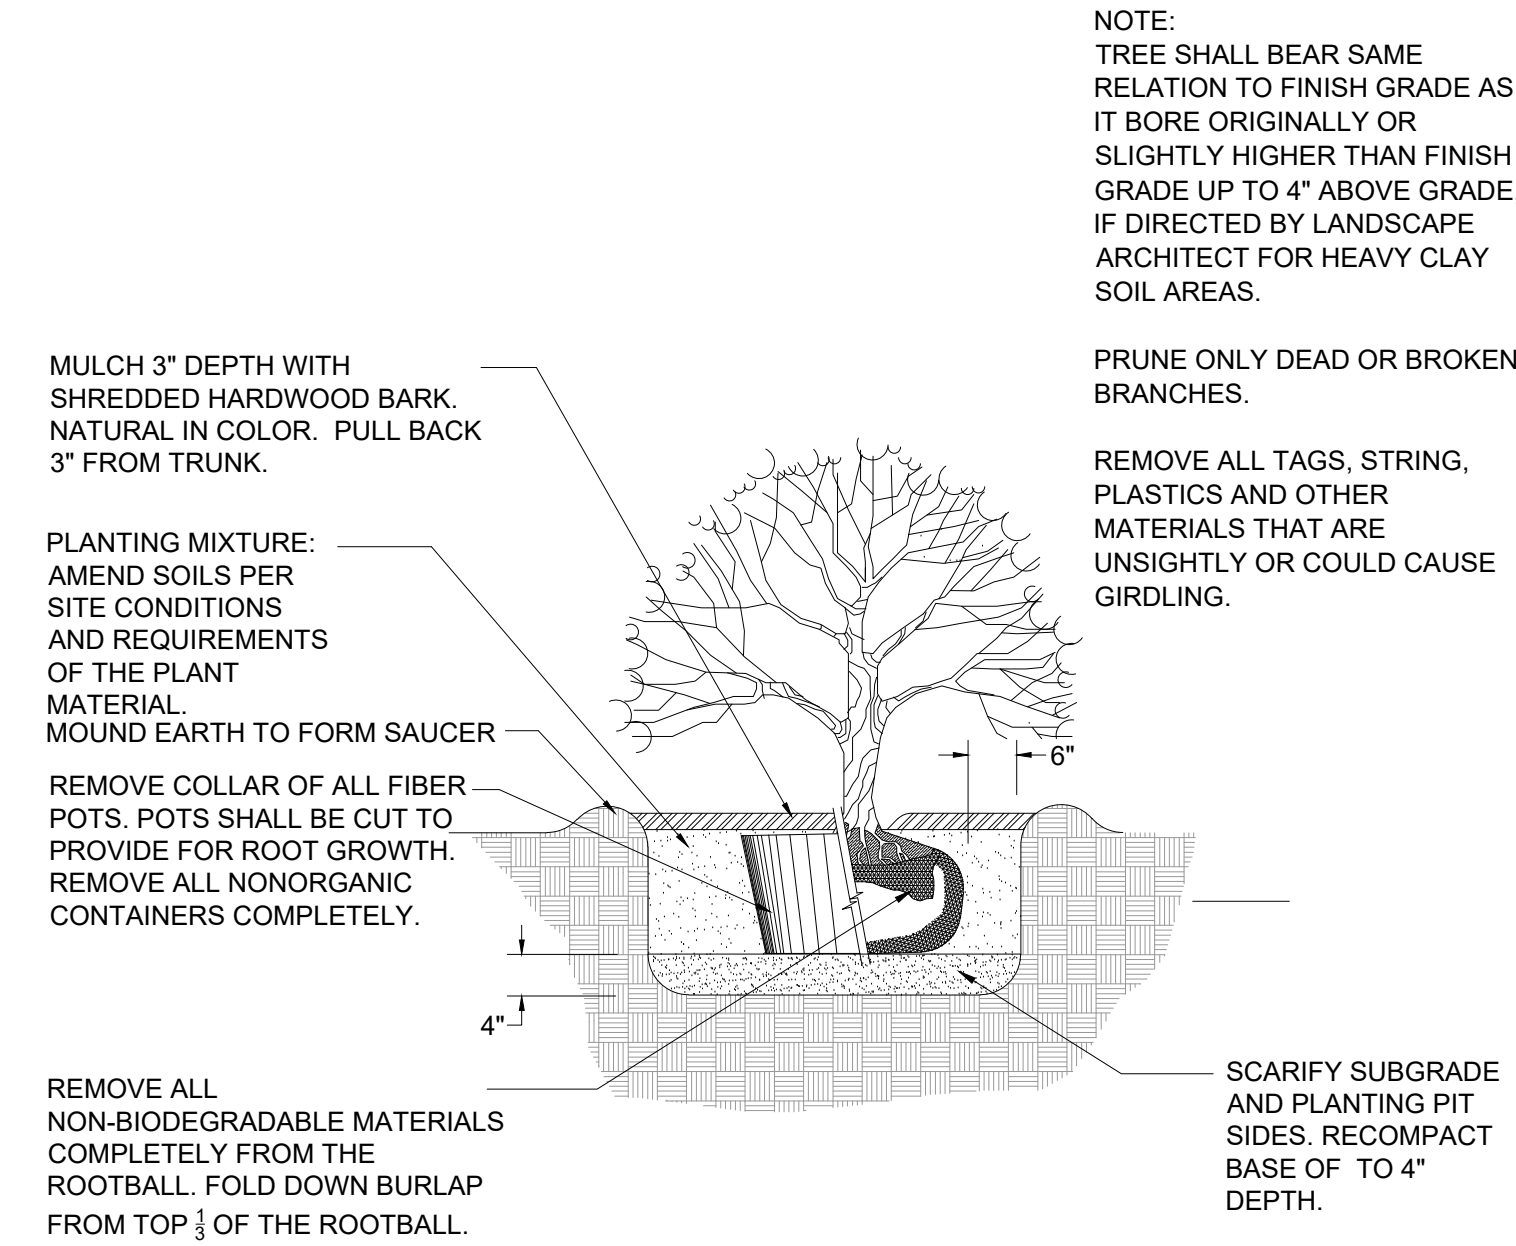 NOTE:
TREE SHALL BEAR SAME
RELATION TO FINISH GRADE AS
IT BORE ORIGINALLY OR
SLIGHTLY HIGHER THAN FINISH
GRADE UP TO 4" ABOVE GRADE.
IF DIRECTED BY LANDSCAPE
ARCHITECT FOR HEAVY CLAY
SOIL AREAS.
PRUNE ONLY DEAD OR BROKEN
BRANCHES.
REMOVE ALL TAGS, STRING,
PLASTICS AND OTHER
MATERIALS THAT ARE
UNSIGHTLY OR COULD CAUSE
GIRDLING.
MULCH 3" DEPTH WITH
SHREDDED HARDWOOD BARK.
NATURAL IN COLOR. PULL BACK
3" FROM TRUNK.
PLANTING MIXTURE:
AMEND SOILS PER
SITE CONDITIONS
AND REQUIREMENTS
OF THE PLANT
MATERIAL.
MOUND EARTH TO FORM SAUCER
REMOVE COLLAR OF ALL FIBER
POTS. POTS SHALL BE CUT TO
PROVIDE FOR ROOT GROWTH.
REMOVE ALL NONORGANIC
CONTAINERS COMPLETELY.
6"
4"
REMOVE ALL
NON-BIODEGRADABLE MATERIALS
COMPLETELY FROM THE
ROOTBALL. FOLD DOWN BURLAP
FROM TOP 1/3 OF THE ROOTBALL.
SCARIFY SUBGRADE
AND PLANTING PIT
SIDES. RECOMPACT
BASE OF TO 4"
DEPTH.